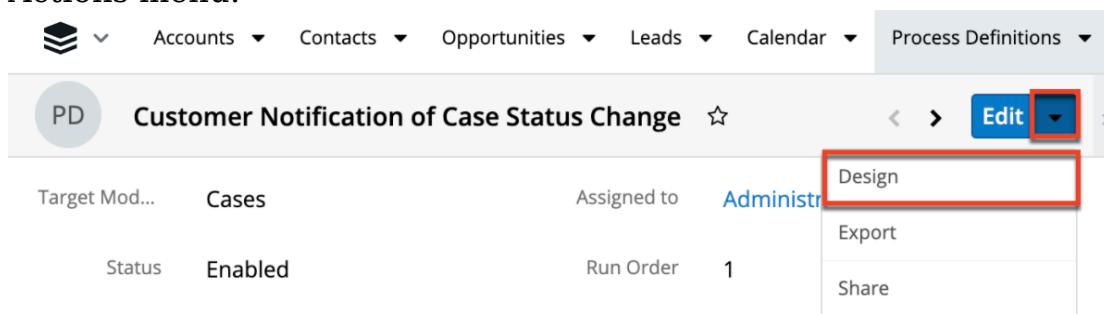 Actions menu.
Accounts Contacts Opportunities Leads Calendar Process Definitions
PD Customer Notification of Case Status Change Edit
Target Mod... Cases Assigned to Administr
Design
Export
Status Enabled Run Order 1
Share